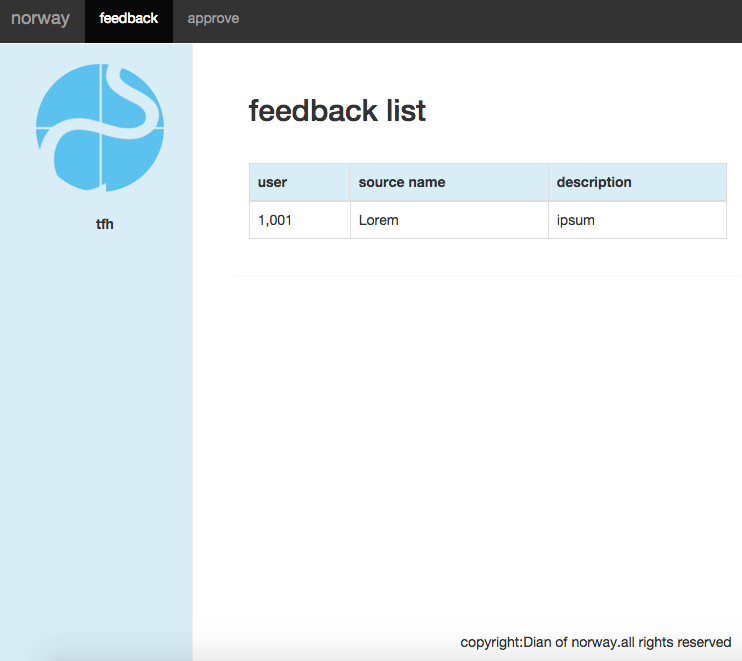 norway feedback approve
tfh
feedback list
user source name description
1,001 Lorem ipsum
copyright:Dian of norway.all rights reserved